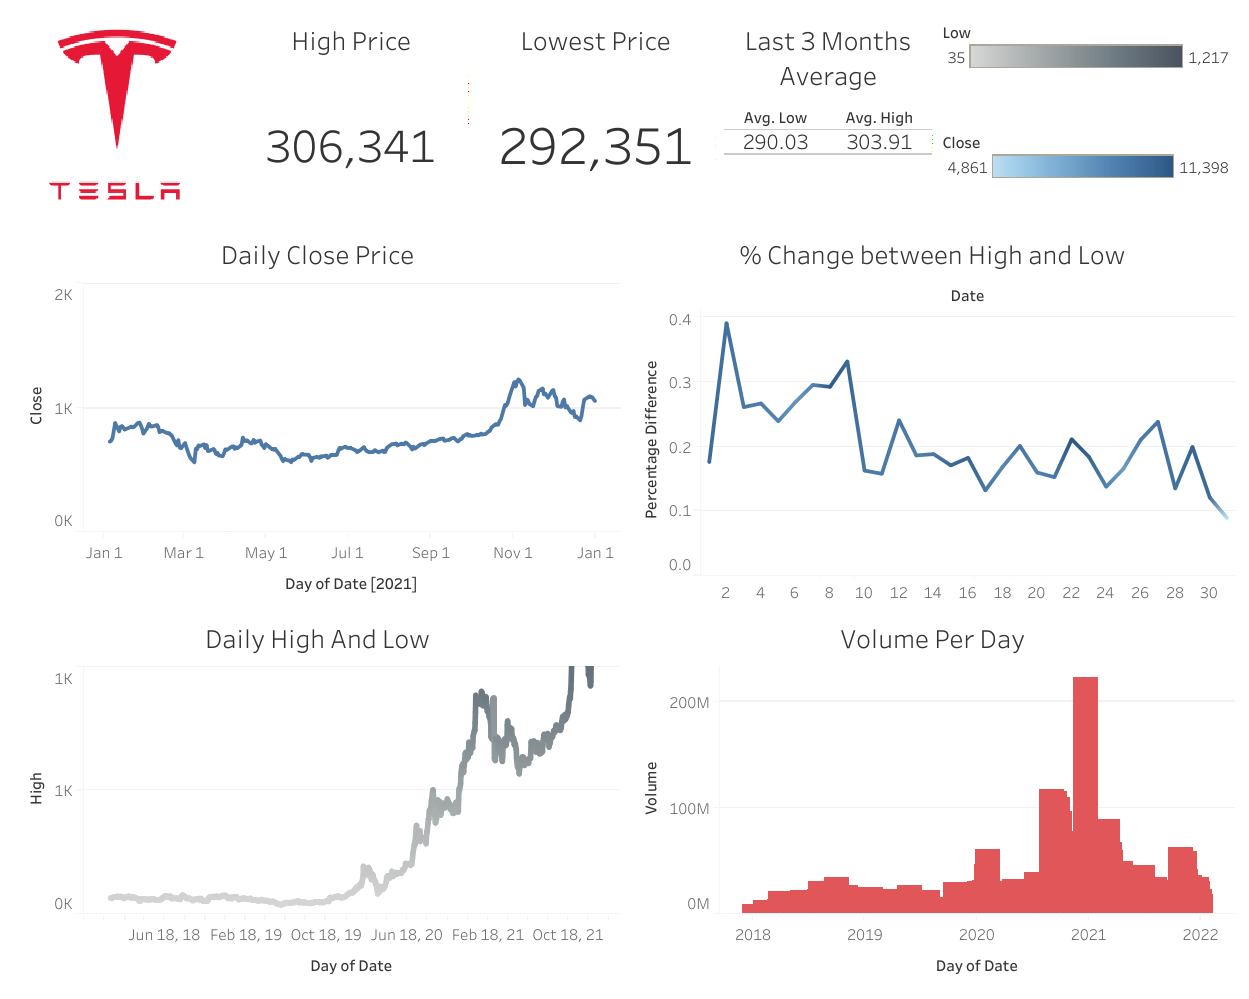 TESLA
High Price
306,341
Lowest Price
292,351
Last 3 Months
Average
Avg. Low Avg. High
290.03 303.91
Low
35 1,217
Close
4,861 11,398
Daily Close Price
2K
1K
0K
Close
Jan 1 Mar 1 May 1 Jul 1 Sep 1 Nov 1 Jan 1
Day of Date [2021]
% Change between High and Low
Date
0.4
0.3
0.2
0.1
0.0
Percentage Difference
2 4 6 8 10 12 14 16 18 20 22 24 26 28 30
Daily High And Low
1K
1K
0K
High
Jun 18, 18 Feb 18, 19 Oct 18, 19 Jun 18, 20 Feb 18, 21 Oct 18, 21
Day of Date
Volume Per Day
200M
100M
0M
Volume
2018 2019 2020 2021 2022
Day of Date